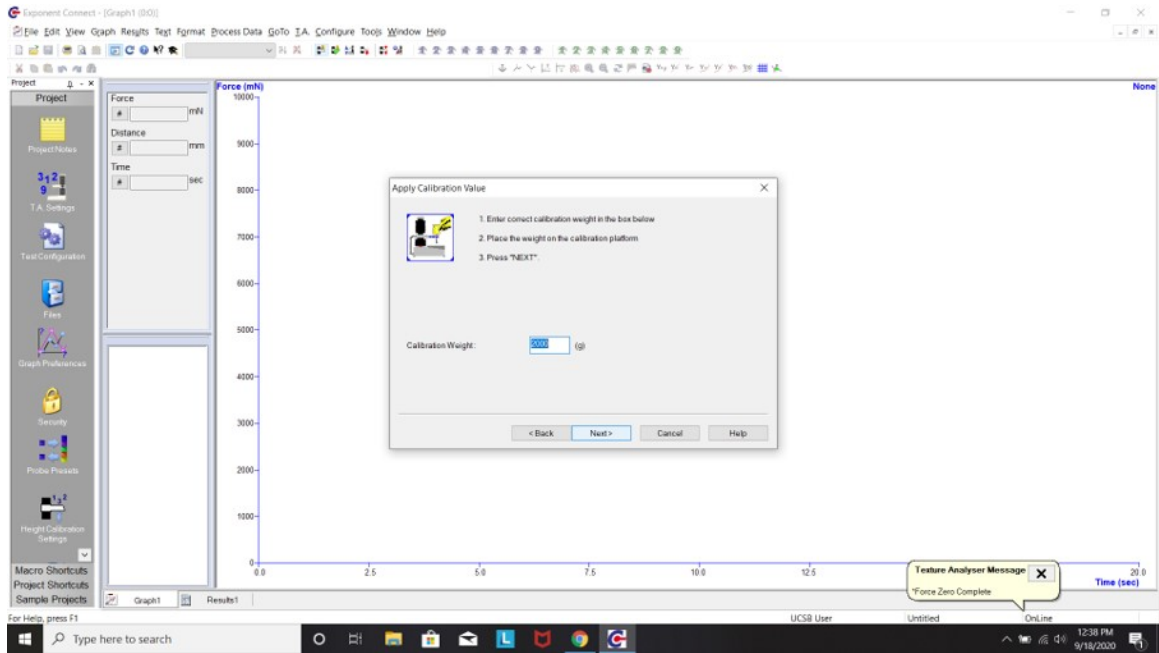 Exponent Connect - [Graph1 (0:0)]
File Edit View Graph Results Text Format Process Data GoTo T.A. Configure Tools Window Help
Project
Project
Project Notes
T.A. Settings
Test Configuration
Files
Graph Preferences
Security
Probe Presets
Height Calibration
Settings
Macro Shortcuts
Project Shortcuts
Sample Projects
Force
# mN
Distance
# mm
Time
# sec
Force (mN)
None
10000
9000
8000
7000
6000
5000
4000
3000
2000
1000
0
0.0 2.5 5.0 7.5 10.0 12.5 20.0
Time (sec)
Apply Calibration Value
1. Enter correct calibration weight in the box below
2. Place the weight on the calibration platform
3. Press "NEXT".
Calibration Weight: 2000 (g)
< Back Next > Cancel Help
Texture Analyser Message
*Force Zero Complete
Graph1 Results1
For Help, press F1 UCSB User Untitled OnLine
Type here to search
12:38 PM
9/18/2020